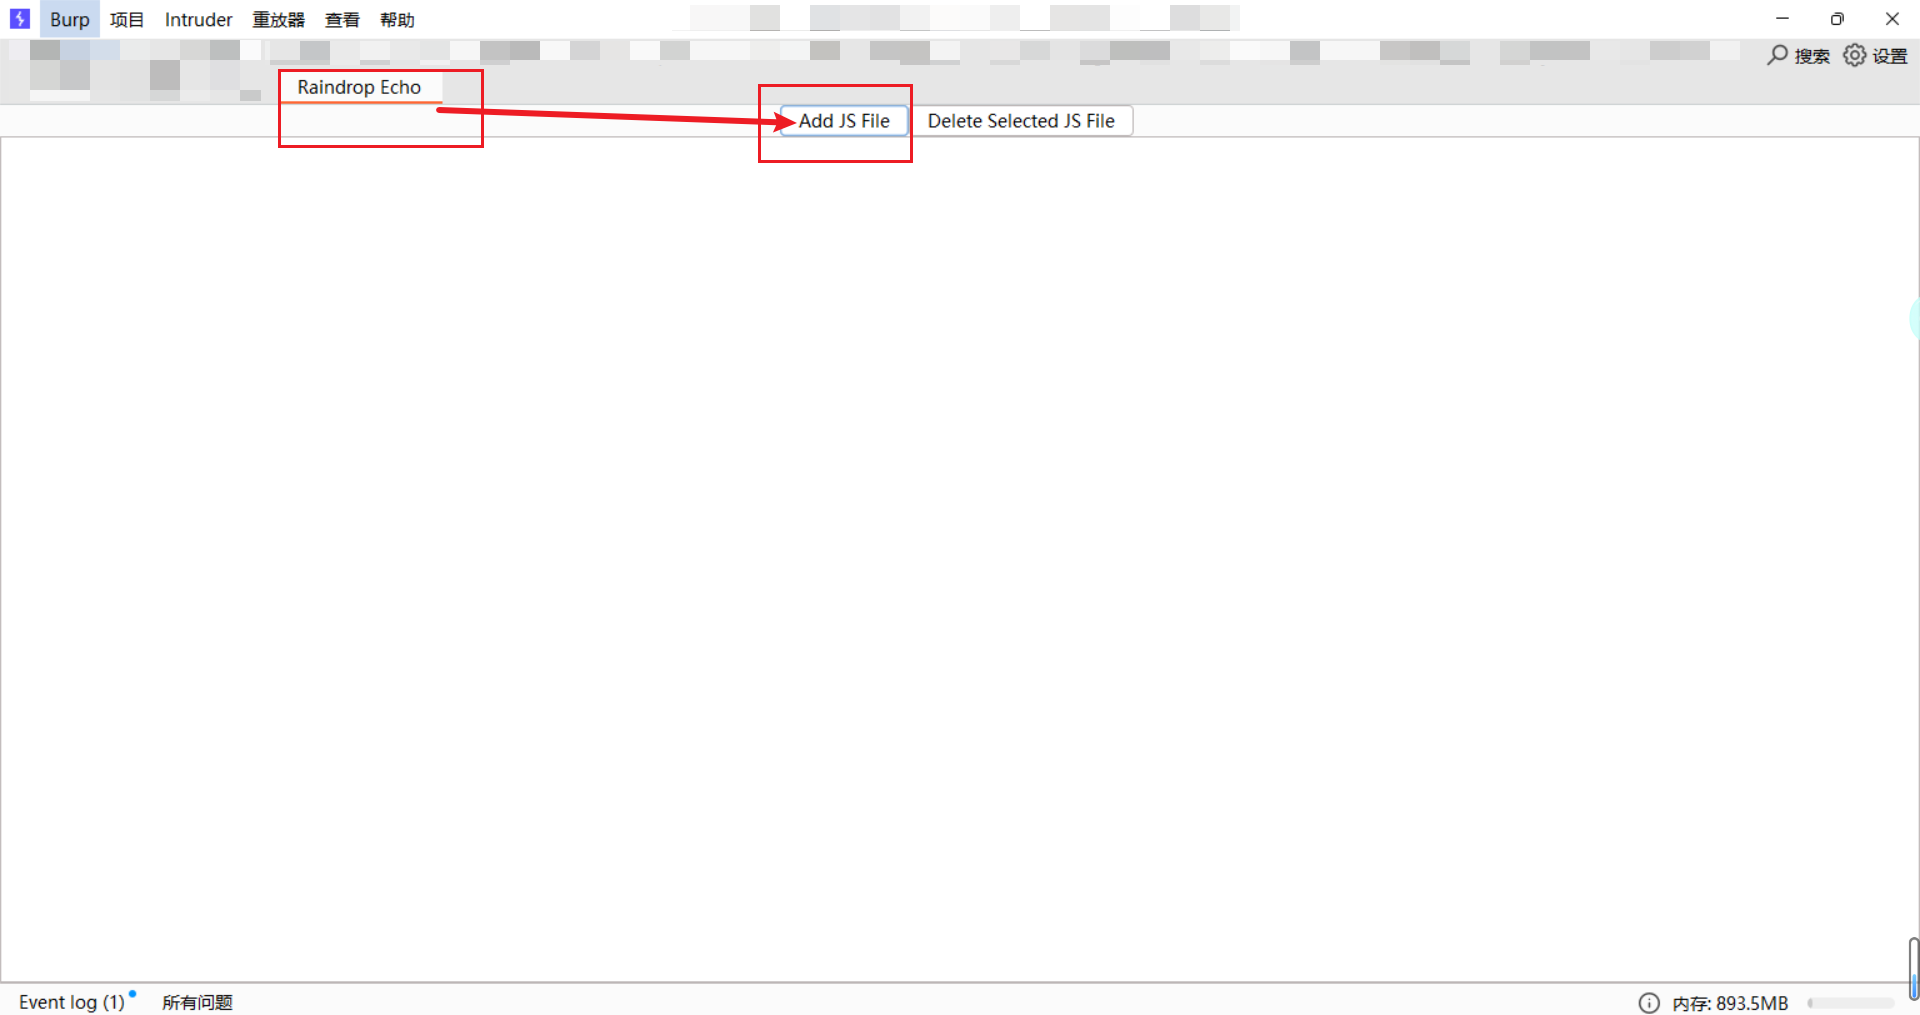 Burp 项目 Intruder 重放器 查看 帮助
搜索 设置
Raindrop Echo
Add JS File Delete Selected JS File
Event log (1) 所有问题 内存: 893.5MB